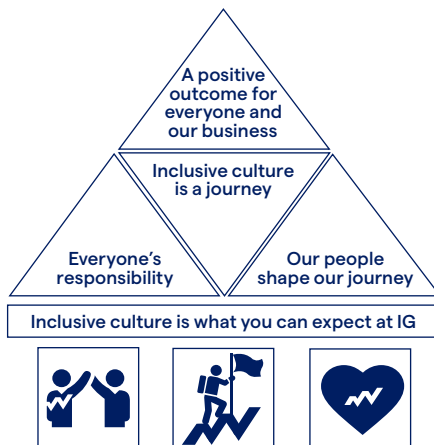 A positive
outcome for
everyone and
our business
Inclusive culture
is a journey
Everyone’s
responsibility
Our people
shape our journey
Inclusive culture is what you can expect at IG